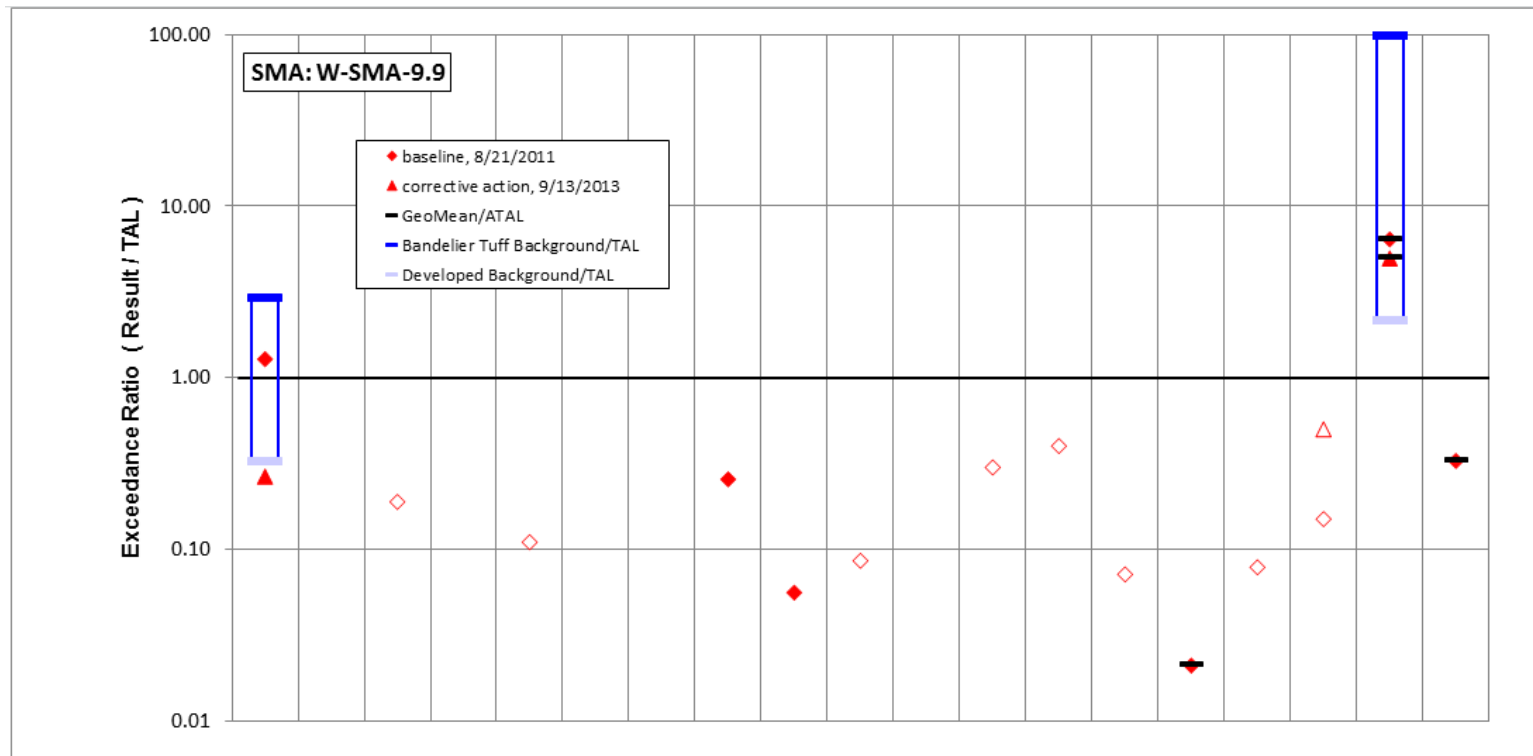 100.00
SMA: W-SMA-9.9
baseline, 8/21/2011
corrective action, 9/13/2013
GeoMean/ATAL
Bandelier Tuff Background/TAL
Developed Background/TAL
10.00
1.00
0.10
0.01
Exceedance Ratio ( Result / TAL )